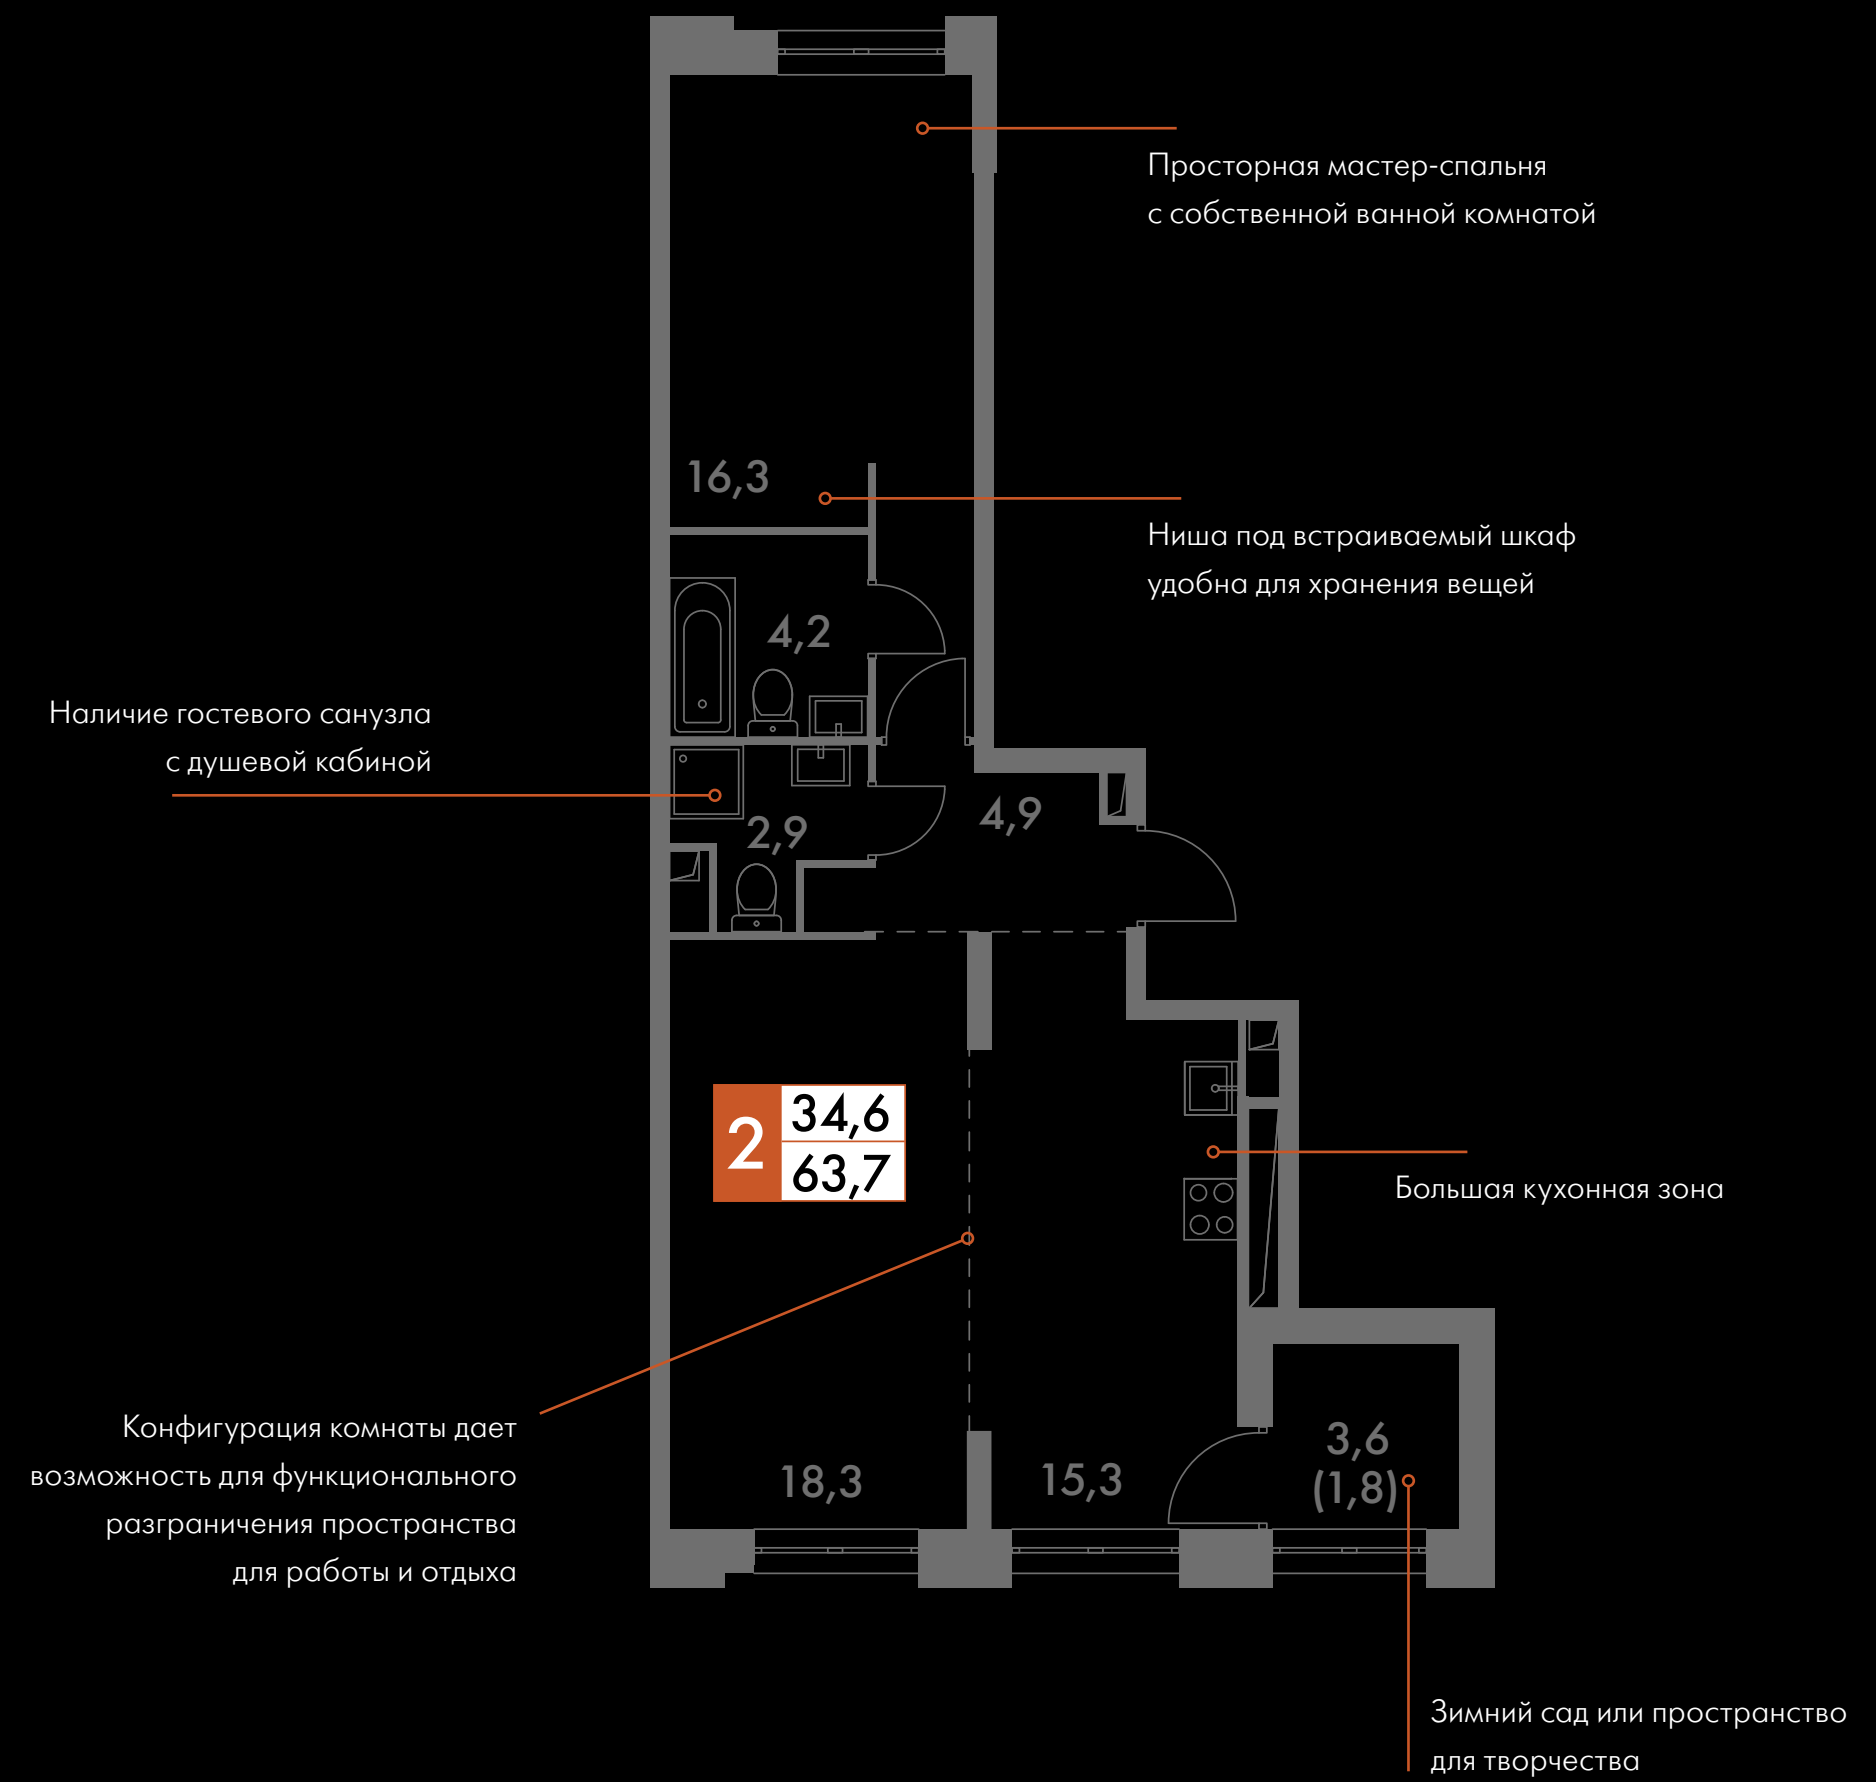 Просторная мастер-спальня
с собственной ванной комнатой
16,3
Ниша под встраиваемый шкаф
удобна для хранения вещей
4,2
Наличие гостевого санузла
с душевой кабиной
2,9
4,9
2
34,6
63,7
Большая кухонная зона
Конфигурация комнаты дает
возможность для функционального
разграничения пространства
для работы и отдыха
18,3
15,3
3,6
(1,8)
Зимний сад или пространство
для творчества